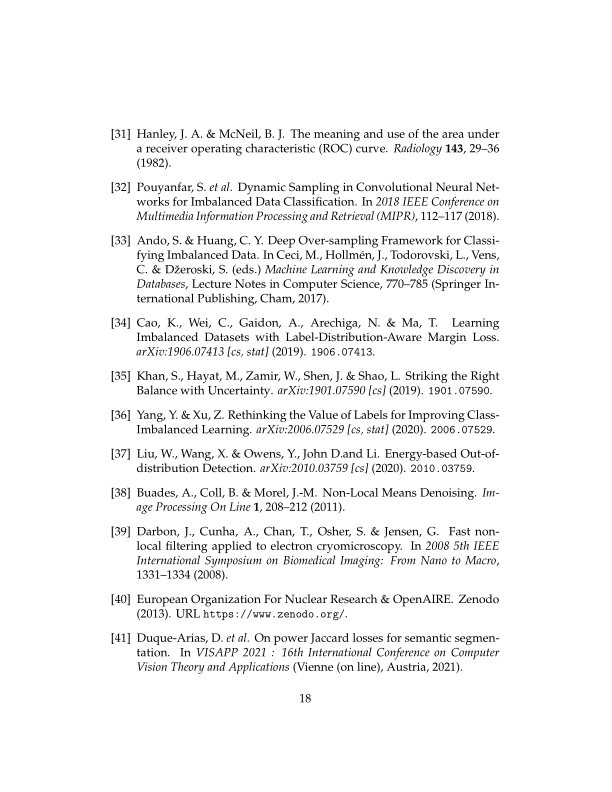 [31] Hanley, J. A. & McNeil, B. J. The meaning and use of the area under
a receiver operating characteristic (ROC) curve. Radiology 143, 29–36
(1982).
[32] Pouyanfar, S. et al. Dynamic Sampling in Convolutional Neural Net-
works for Imbalanced Data Classification. In 2018 IEEE Conference on
Multimedia Information Processing and Retrieval (MIPR), 112–117 (2018).
[33] Ando, S. & Huang, C. Y. Deep Over-sampling Framework for Classi-
fying Imbalanced Data. In Ceci, M., Hollmén, J., Todorovski, L., Vens,
C. & Džeroski, S. (eds.) Machine Learning and Knowledge Discovery in
Databases, Lecture Notes in Computer Science, 770–785 (Springer In-
ternational Publishing, Cham, 2017).
[34] Cao, K., Wei, C., Gaidon, A., Arechiga, N. & Ma, T. Learning
Imbalanced Datasets with Label-Distribution-Aware Margin Loss.
arXiv:1906.07413 [cs, stat] (2019). 1906.07413.
[35] Khan, S., Hayat, M., Zamir, W., Shen, J. & Shao, L. Striking the Right
Balance with Uncertainty. arXiv:1901.07590 [cs] (2019). 1901.07590.
[36] Yang, Y. & Xu, Z. Rethinking the Value of Labels for Improving Class-
Imbalanced Learning. arXiv:2006.07529 [cs, stat] (2020). 2006.07529.
[37] Liu, W., Wang, X. & Owens, Y., John D.and Li. Energy-based Out-of-
distribution Detection. arXiv:2010.03759 [cs] (2020). 2010.03759.
[38] Buades, A., Coll, B. & Morel, J.-M. Non-Local Means Denoising. Im-
age Processing On Line 1, 208–212 (2011).
[39] Darbon, J., Cunha, A., Chan, T., Osher, S. & Jensen, G. Fast non-
local filtering applied to electron cryomicroscopy. In 2008 5th IEEE
International Symposium on Biomedical Imaging: From Nano to Macro,
1331–1334 (2008).
[40] European Organization For Nuclear Research & OpenAIRE. Zenodo
(2013). URL https://www.zenodo.org/.
[41] Duque-Arias, D. et al. On power Jaccard losses for semantic segmen-
tation. In VISAPP 2021 : 16th International Conference on Computer
Vision Theory and Applications (Vienne (on line), Austria, 2021).
18